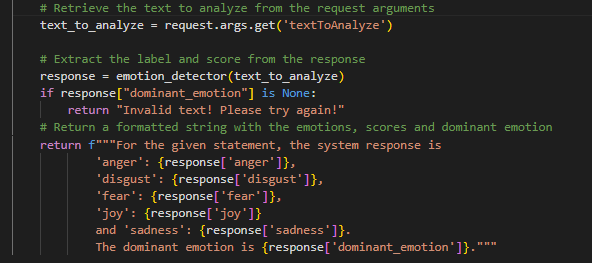 # Retrieve the text to analyze from the request arguments
text_to_analyze = request.args.get('textToAnalyze')
# Extract the label and score from the response
response = emotion_detector(text_to_analyze)
if response["dominant_emotion"] is None:
return "Invalid text! Please try again!"
# Return a formatted string with the emotions, scores and dominant emotion
return f"""For the given statement, the system response is
'anger': {response['anger']},
'disgust': {response['disgust']},
'fear': {response['fear']},
'joy': {response['joy']}
and 'sadness': {response['sadness']}.
The dominant emotion is {response['dominant_emotion']}."""